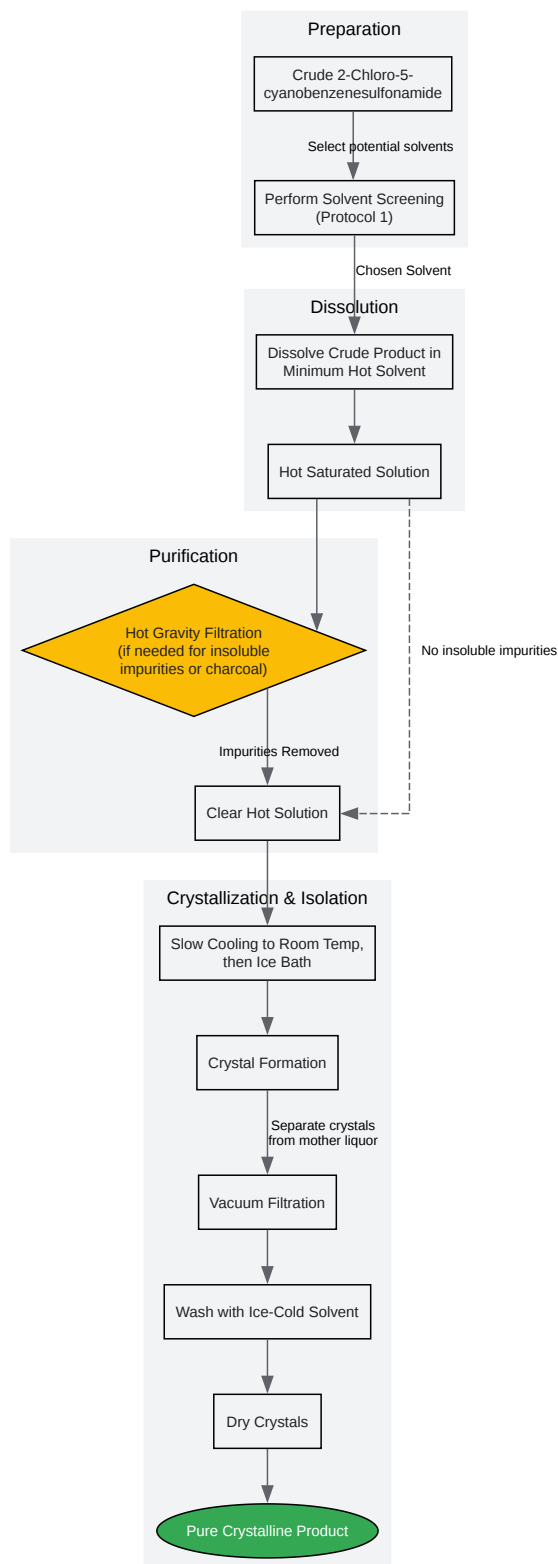 Preparation
Crude 2-Chloro-5-
cyanobenzenesulfonamide
Select potential solvents
Perform Solvent Screening
(Protocol 1)
Chosen Solvent
Dissolution
Dissolve Crude Product in
Minimum Hot Solvent
Hot Saturated Solution
Purification
Hot Gravity Filtration
(if needed for insoluble
impurities or charcoal)
No insoluble impurities
Impurities Removed
Clear Hot Solution
Crystallization & Isolation
Slow Cooling to Room Temp,
then Ice Bath
Crystal Formation
Separate crystals
from mother liquor
Vacuum Filtration
Wash with Ice-Cold Solvent
Dry Crystals
Pure Crystalline Product